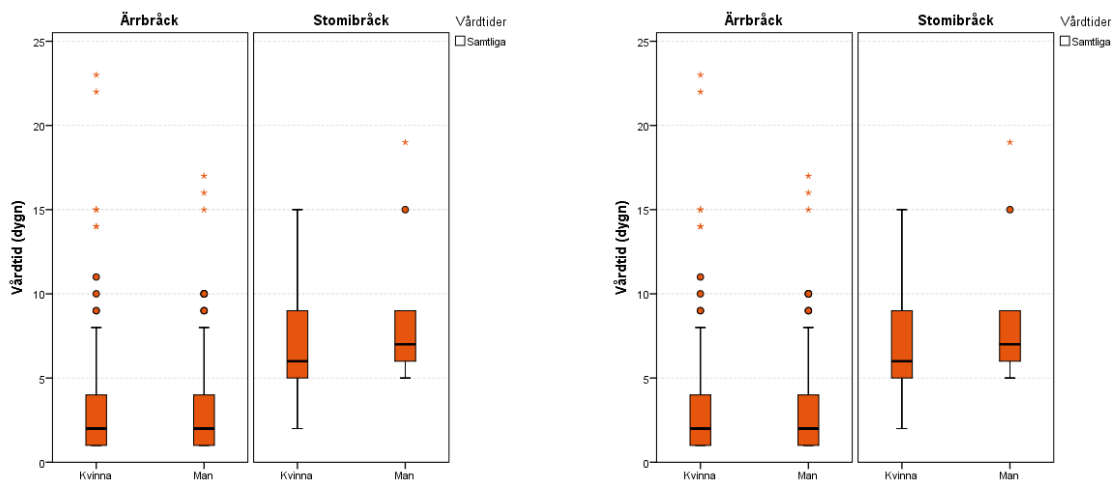 Ärrbråck Stomibråck Vårdtider
Samtliga
25
20
15
10
5
0
Vårdtid (dygn)
Kvinna Man Kvinna Man
Ärrbråck Stomibråck Vårdtider
Samtliga
25
20
15
10
5
0
Vårdtid (dygn)
Kvinna Man Kvinna Man